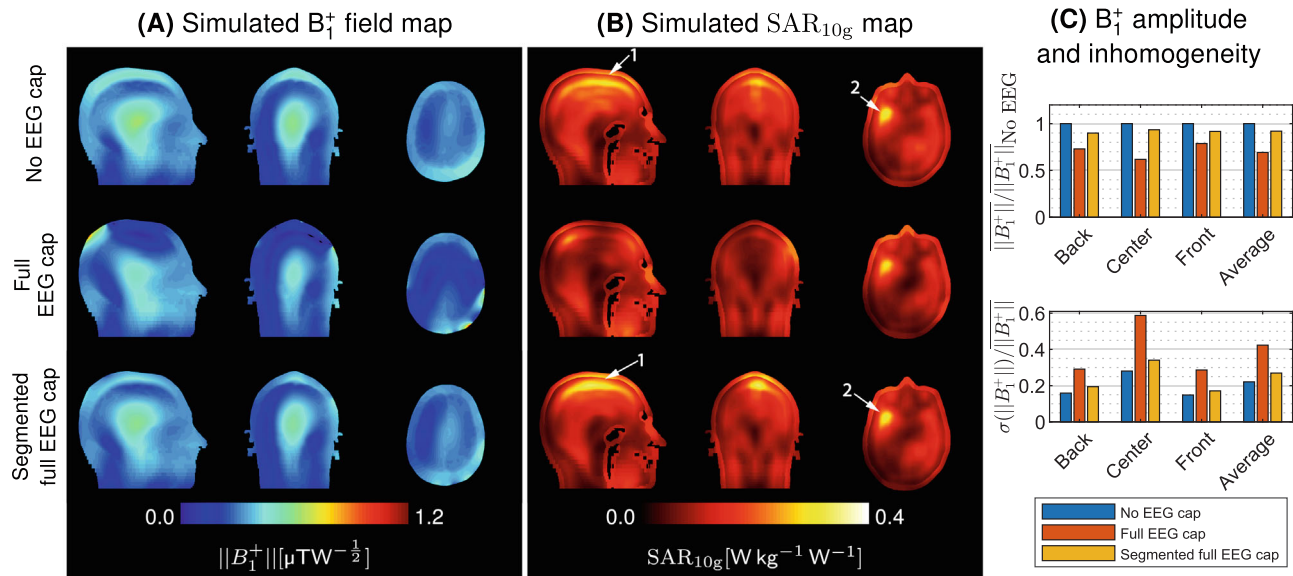 (A) Simulated B₁⁺ field map
No EEG cap
Full
EEG cap
Segmented
full EEG cap
0.0
1.2
||B₁⁺||[µTW^(-1/2)]
(B) Simulated SAR₁₀g map
1
2
1
2
0.0
0.4
SAR₁₀g[W kg⁻¹ W⁻¹]
(C) B₁⁺ amplitude
and inhomogeneity
||B₁⁺||/||B₁⁺||No EEG
1
0.5
0
Back
Center
Front
Average
σ(||B₁⁺||)/||B₁⁺||
0.6
0.4
0.2
0
Back
Center
Front
Average
No EEG cap
Full EEG cap
Segmented full EEG cap